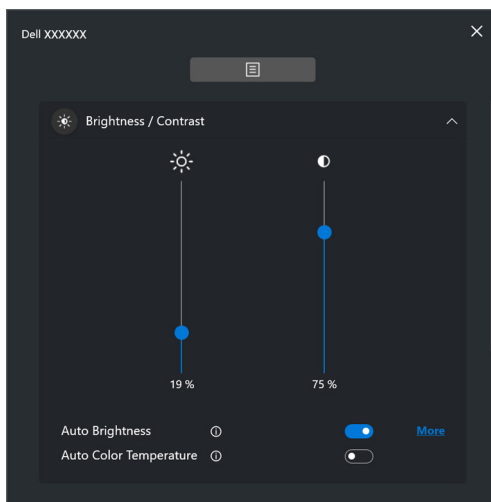 Dell XXXXXX
Brightness / Contrast
19 % 75 %
Auto Brightness More
Auto Color Temperature